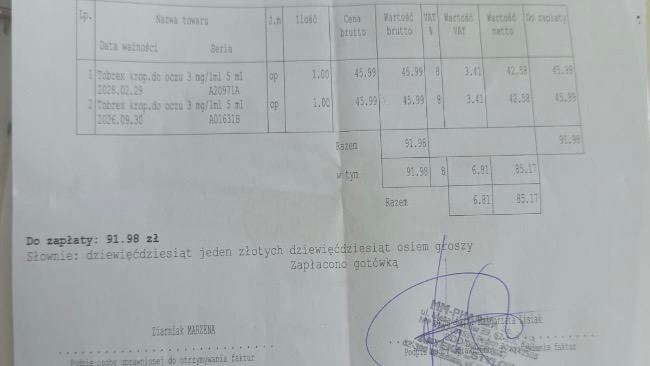 Lp. Nazwa towaru J.m Ilość Cena brutto Wartość brutto VAT % Wartość VAT Wartość netto Do zapłaty
Data ważności Seria
1 Tobrex krop.do oczu 3 mg/1ml 5 ml op 1.00 45.99 45.99 8 3.41 42.58 45.99
2028.02.29 A20971A
2 Tobrex krop.do oczu 3 mg/1ml 5 ml op 1.00 45.99 45.99 8 3.41 42.58 45.99
2026.09.30 A01631B
Razem 91.98 91.98
w tym 91.98 8 6.81 85.17
Razem 6.81 85.17
Do zapłaty: 91.98 zł
Słownie: dziewięćdziesiąt jeden złotych dziewięćdziesiąt osiem groszy
Zapłacono gotówką
Ziarniak MARZENA
Podpis osoby uprawnionej do otrzymywania faktur